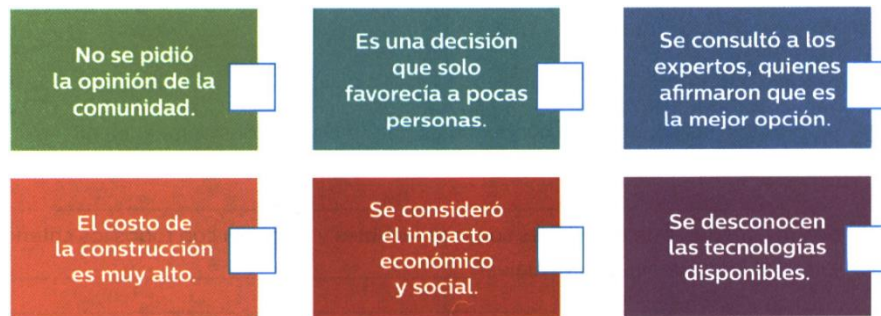 No se pidió
la opinión de la
comunidad.
Es una decisión
que solo
favorecía a pocas
personas.
Se consultó a los
expertos, quienes
afirmaron que es
la mejor opción.
El costo de
la construcción
es muy alto.
Se consideró
el impacto
económico
y social.
Se desconocen
las tecnologías
disponibles.